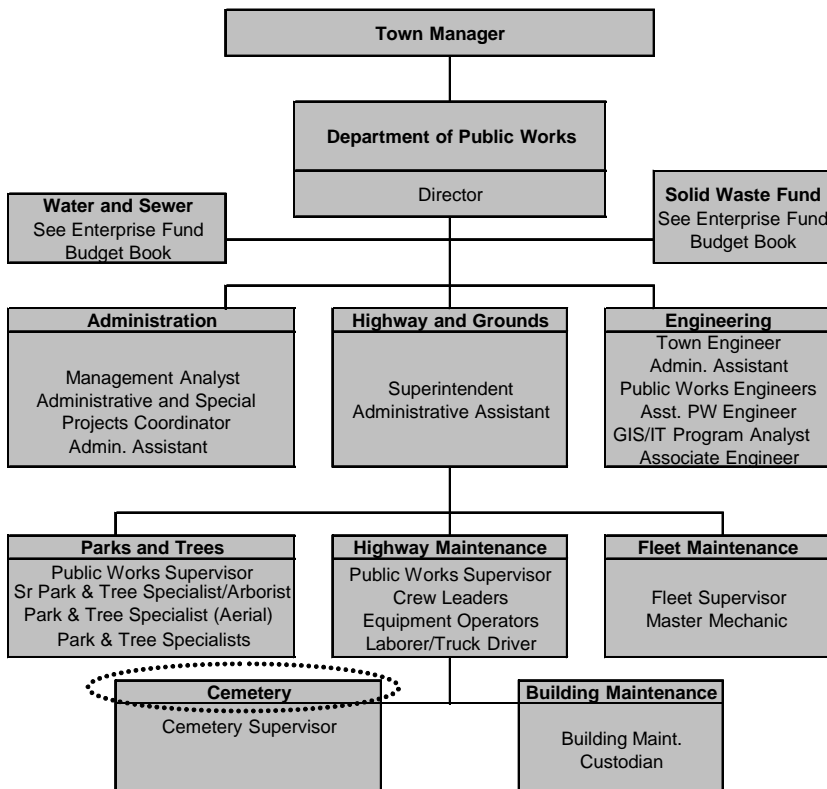 Town Manager
Department of Public Works
Director
Water and Sewer
See Enterprise Fund
Budget Book
Solid Waste Fund
See Enterprise Fund
Budget Book
Administration
Management Analyst
Administrative and Special
Projects Coordinator
Admin. Assistant
Highway and Grounds
Superintendent
Administrative Assistant
Engineering
Town Engineer
Admin. Assistant
Public Works Engineers
Asst. PW Engineer
GIS/IT Program Analyst
Associate Engineer
Parks and Trees
Public Works Supervisor
Sr Park & Tree Specialist/Arborist
Park & Tree Specialist (Aerial)
Park & Tree Specialists
Highway Maintenance
Public Works Supervisor
Crew Leaders
Equipment Operators
Laborer/Truck Driver
Fleet Maintenance
Fleet Supervisor
Master Mechanic
Cemetery
Cemetery Supervisor
Building Maintenance
Building Maint.
Custodian